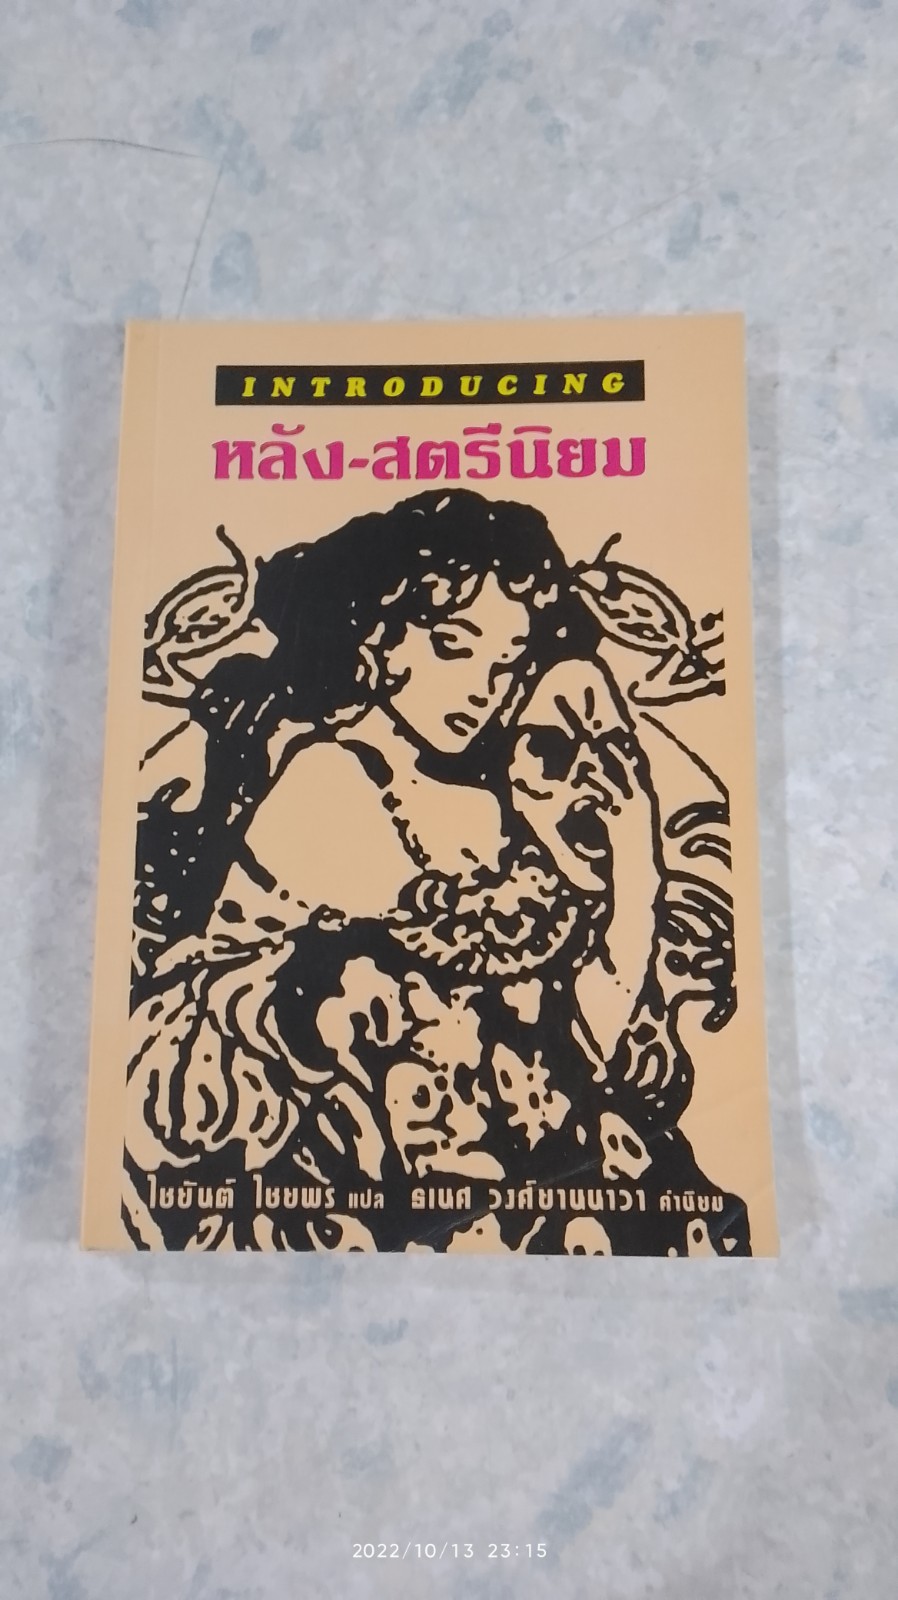 INTRODUCING
หลัง-สตรีนิยม
ไชยันต์ ไชยพร แปล ธเนศ วงศ์ยานนาวา คำนิยม
2022/10/13 23:15